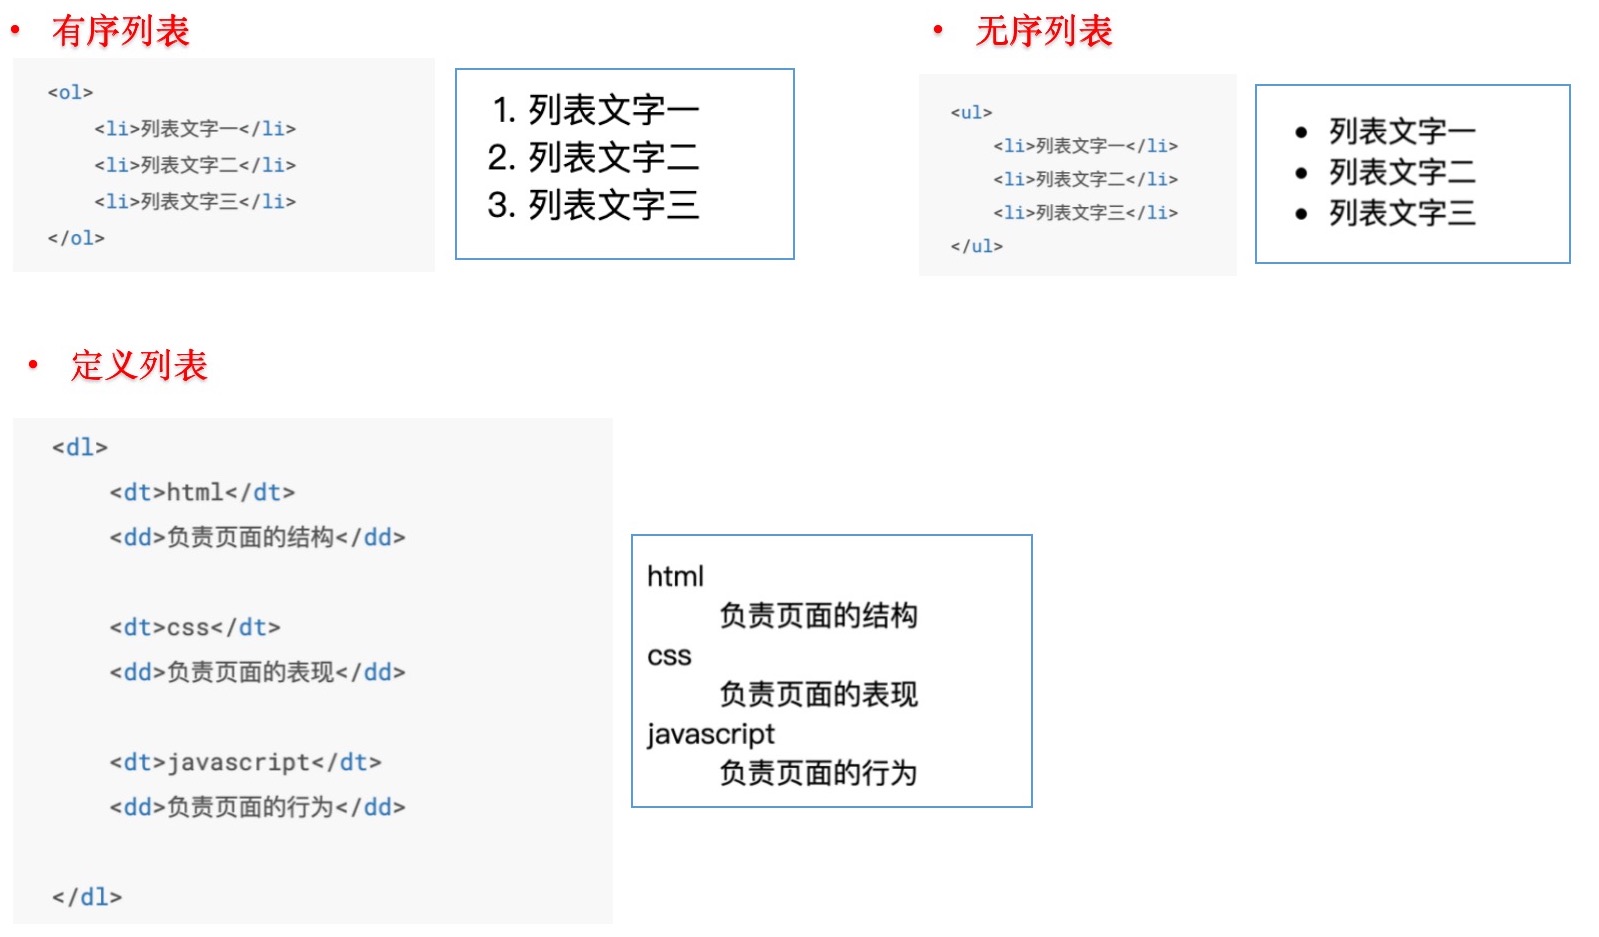 • 有序列表
<ol>
<li>列表文字一</li>
<li>列表文字二</li>
<li>列表文字三</li>
</ol>
1. 列表文字一
2. 列表文字二
3. 列表文字三
• 无序列表
<ul>
<li>列表文字一</li>
<li>列表文字二</li>
<li>列表文字三</li>
</ul>
• 列表文字一
• 列表文字二
• 列表文字三
• 定义列表
<dl>
<dt>html</dt>
<dd>负责页面的结构</dd>
<dt>css</dt>
<dd>负责页面的表现</dd>
<dt>javascript</dt>
<dd>负责页面的行为</dd>
</dl>
html
负责页面的结构
css
负责页面的表现
javascript
负责页面的行为